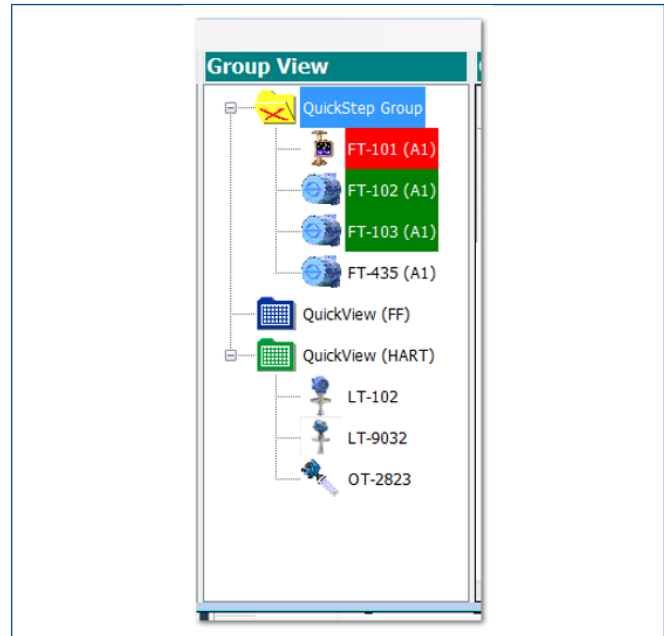 Group View
QuickStep Group
FT-101 (A1)
FT-102 (A1)
FT-103 (A1)
FT-435 (A1)
QuickView (FF)
QuickView (HART)
LT-102
LT-9032
OT-2823